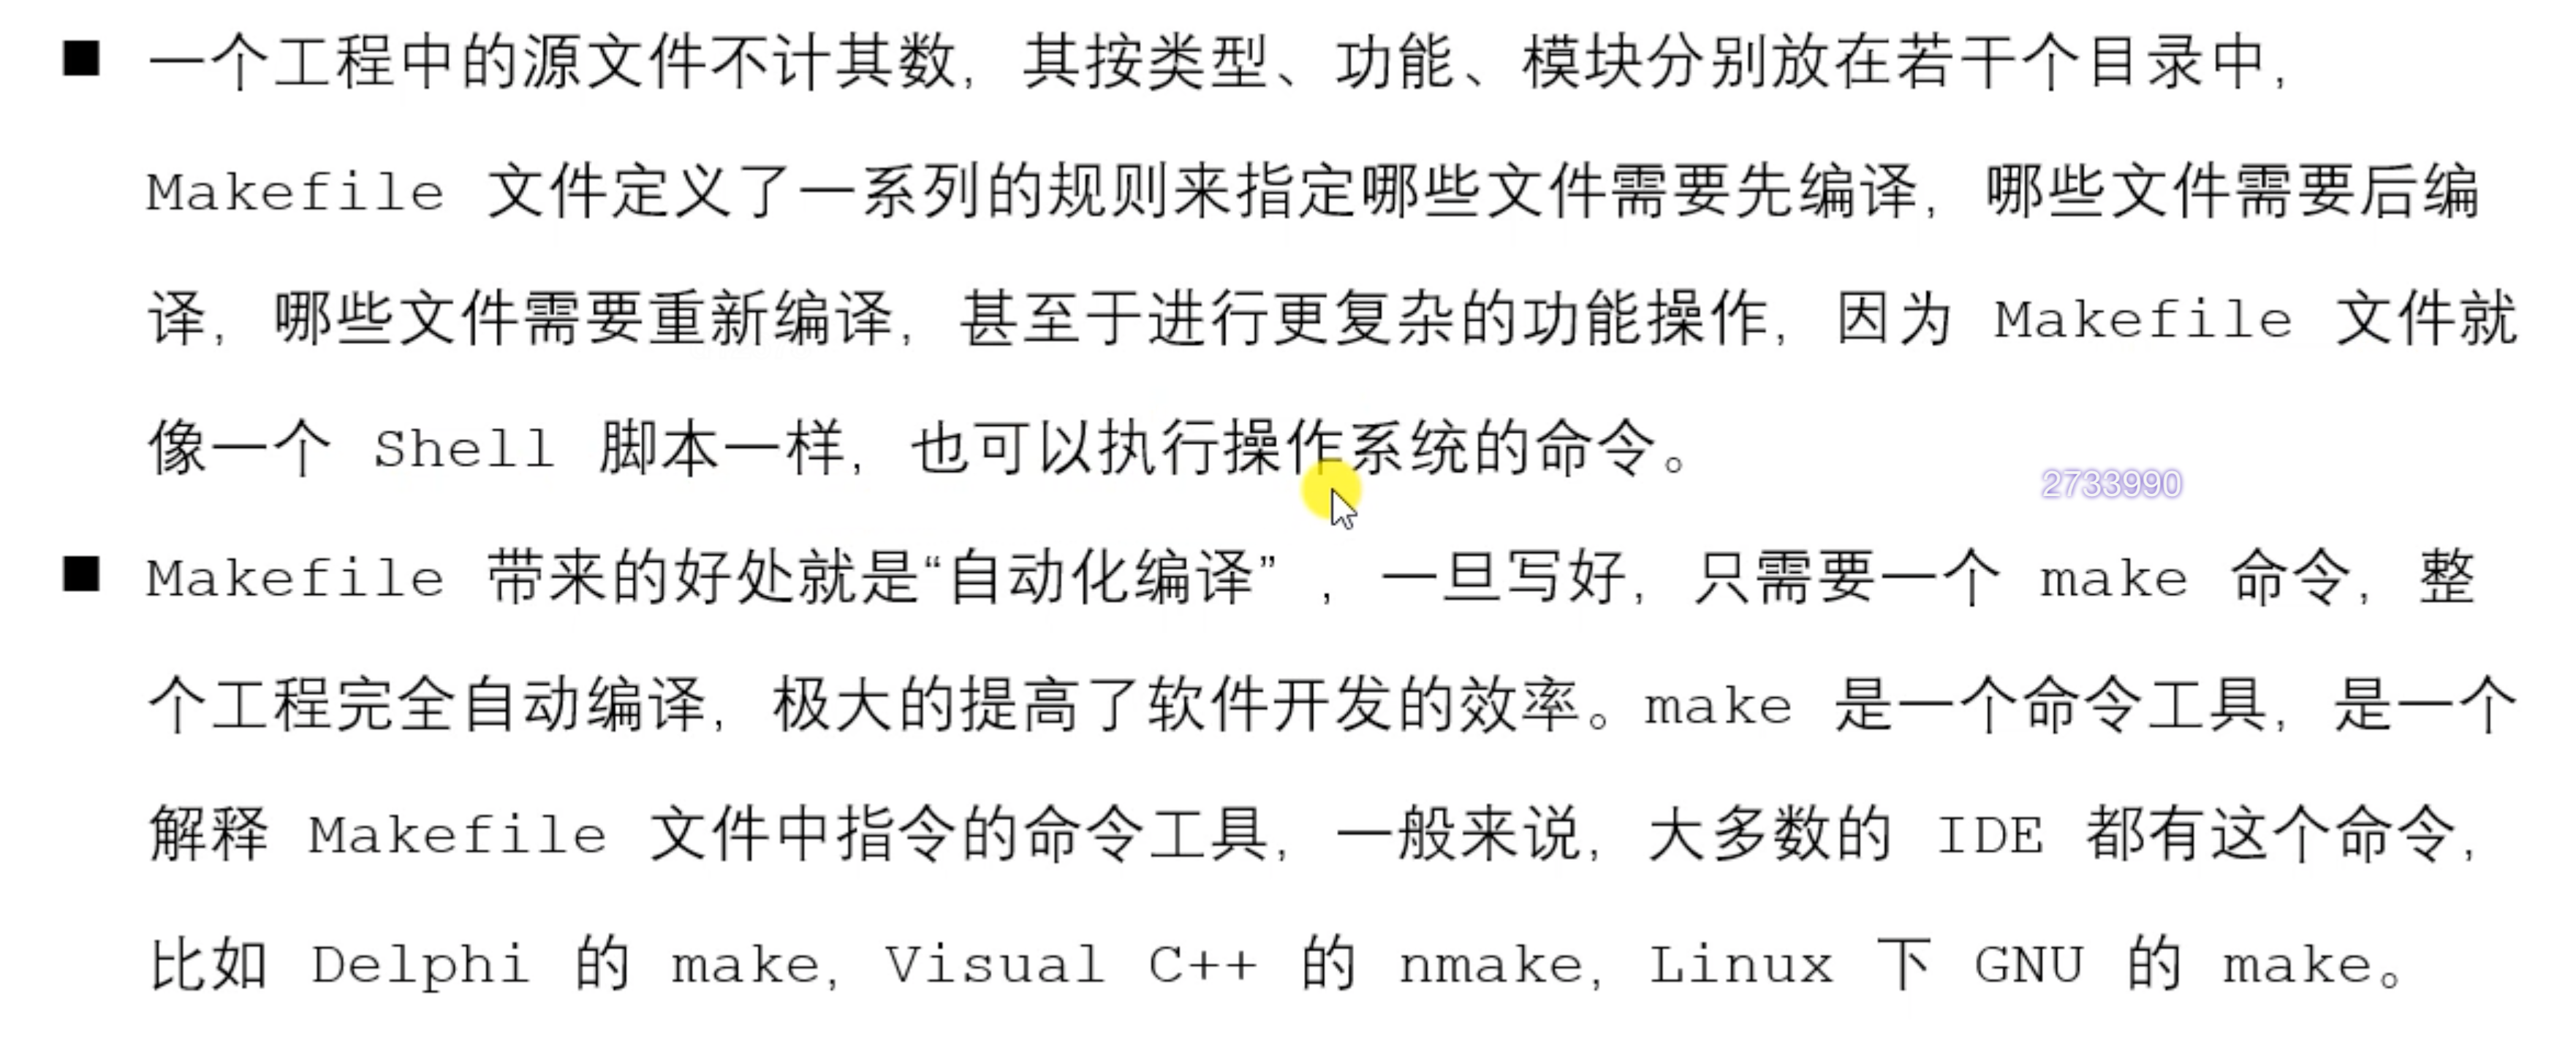 ■ 一个工程中的源文件不计其数，其按类型、功能、模块分别放在若干个目录中，
Makefile 文件定义了一系列的规则来指定哪些文件需要先编译，哪些文件需要后编
译，哪些文件需要重新编译，甚至于进行更复杂的功能操作，因为 Makefile 文件就
像一个 Shell 脚本一样，也可以执行操作系统的命令。
2733990
■ Makefile 带来的好处就是“自动化编译” ，一旦写好，只需要一个 make 命令，整
个工程完全自动编译，极大的提高了软件开发的效率。make 是一个命令工具，是一个
解释 Makefile 文件中指令的命令工具，一般来说，大多数的 IDE 都有这个命令，
比如 Delphi 的 make，Visual C++ 的 nmake，Linux 下 GNU 的 make。